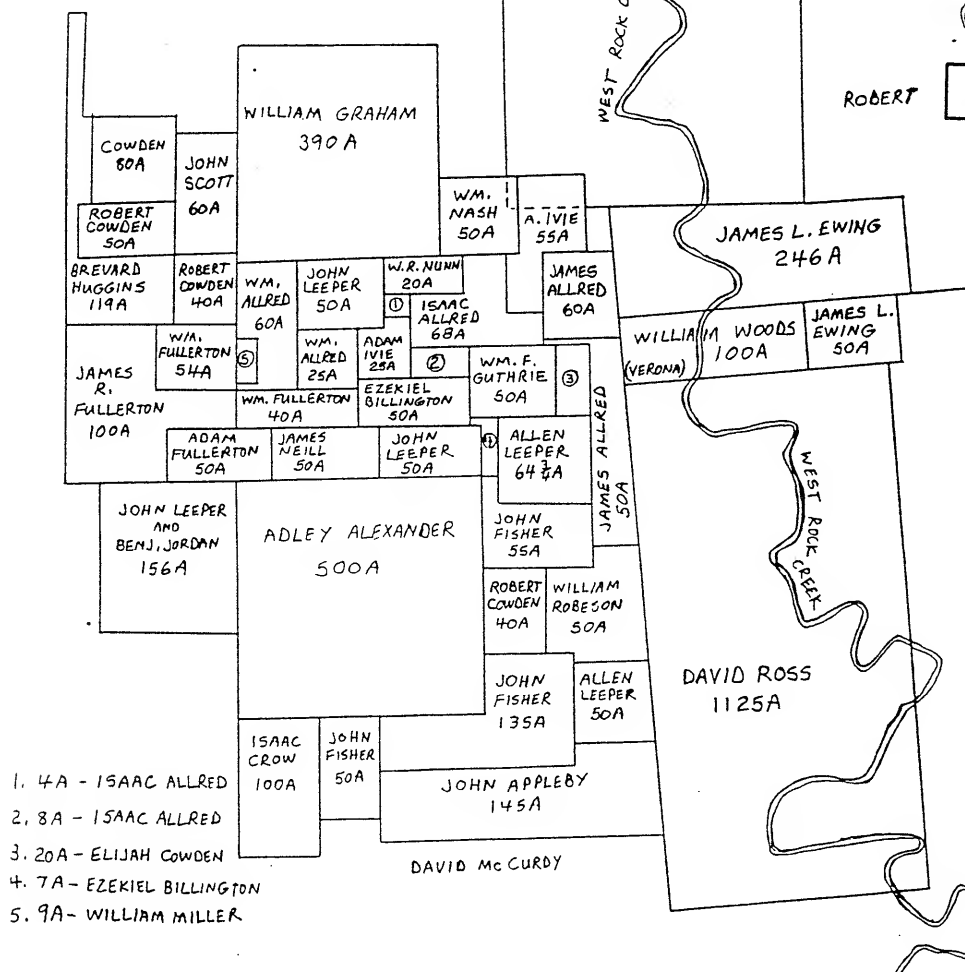 WEST ROCK C
ROBERT
WILLIAM GRAHAM
390A
COWDEN
80A
JOHN
SCOTT
60A
ROBERT
COWDEN
50A
WM.
NASH
50A
A. IVIE
55A
JAMES L. EWING
246A
BREVARD
HUGGINS
119A
ROBERT
COWDEN
40A
WM.
ALLRED
60A
JOHN
LEEPER
50A
W.R. NUNN
20A
1
ISAAC
ALLRED
68A
JAMES
ALLRED
60A
WILLIAM WOODS
(VERONA) 100A
JAMES L.
EWING
50A
JAMES
R.
FULLERTON
100A
WM.
FULLERTON
54A
5
WM.
ALLRED
25A
ADAM
IVIE
25A
2
WM. F.
GUTHRIE
50A
3
WM. FULLERTON
40A
EZEKIEL
BILLINGTON
50A
JAMES ALLRED
50A
ADAM
FULLERTON
50A
JAMES
NEILL
50A
JOHN
LEEPER
50A
4
ALLEN
LEEPER
64 3/4 A
WEST ROCK CREEK
JOHN LEEPER
AND
BENJ. JORDAN
156A
ADLEY ALEXANDER
500A
JOHN
FISHER
55A
ROBERT
COWDEN
40A
WILLIAM
ROBESON
50A
JOHN
FISHER
135A
ALLEN
LEEPER
50A
DAVID ROSS
1125A
ISAAC
CROW
100A
JOHN
FISHER
50A
JOHN APPLEBY
145A
DAVID McCURDY
1. 4A - ISAAC ALLRED
2. 8A - ISAAC ALLRED
3. 20A - ELIJAH COWDEN
4. 7A - EZEKIEL BILLINGTON
5. 9A - WILLIAM MILLER